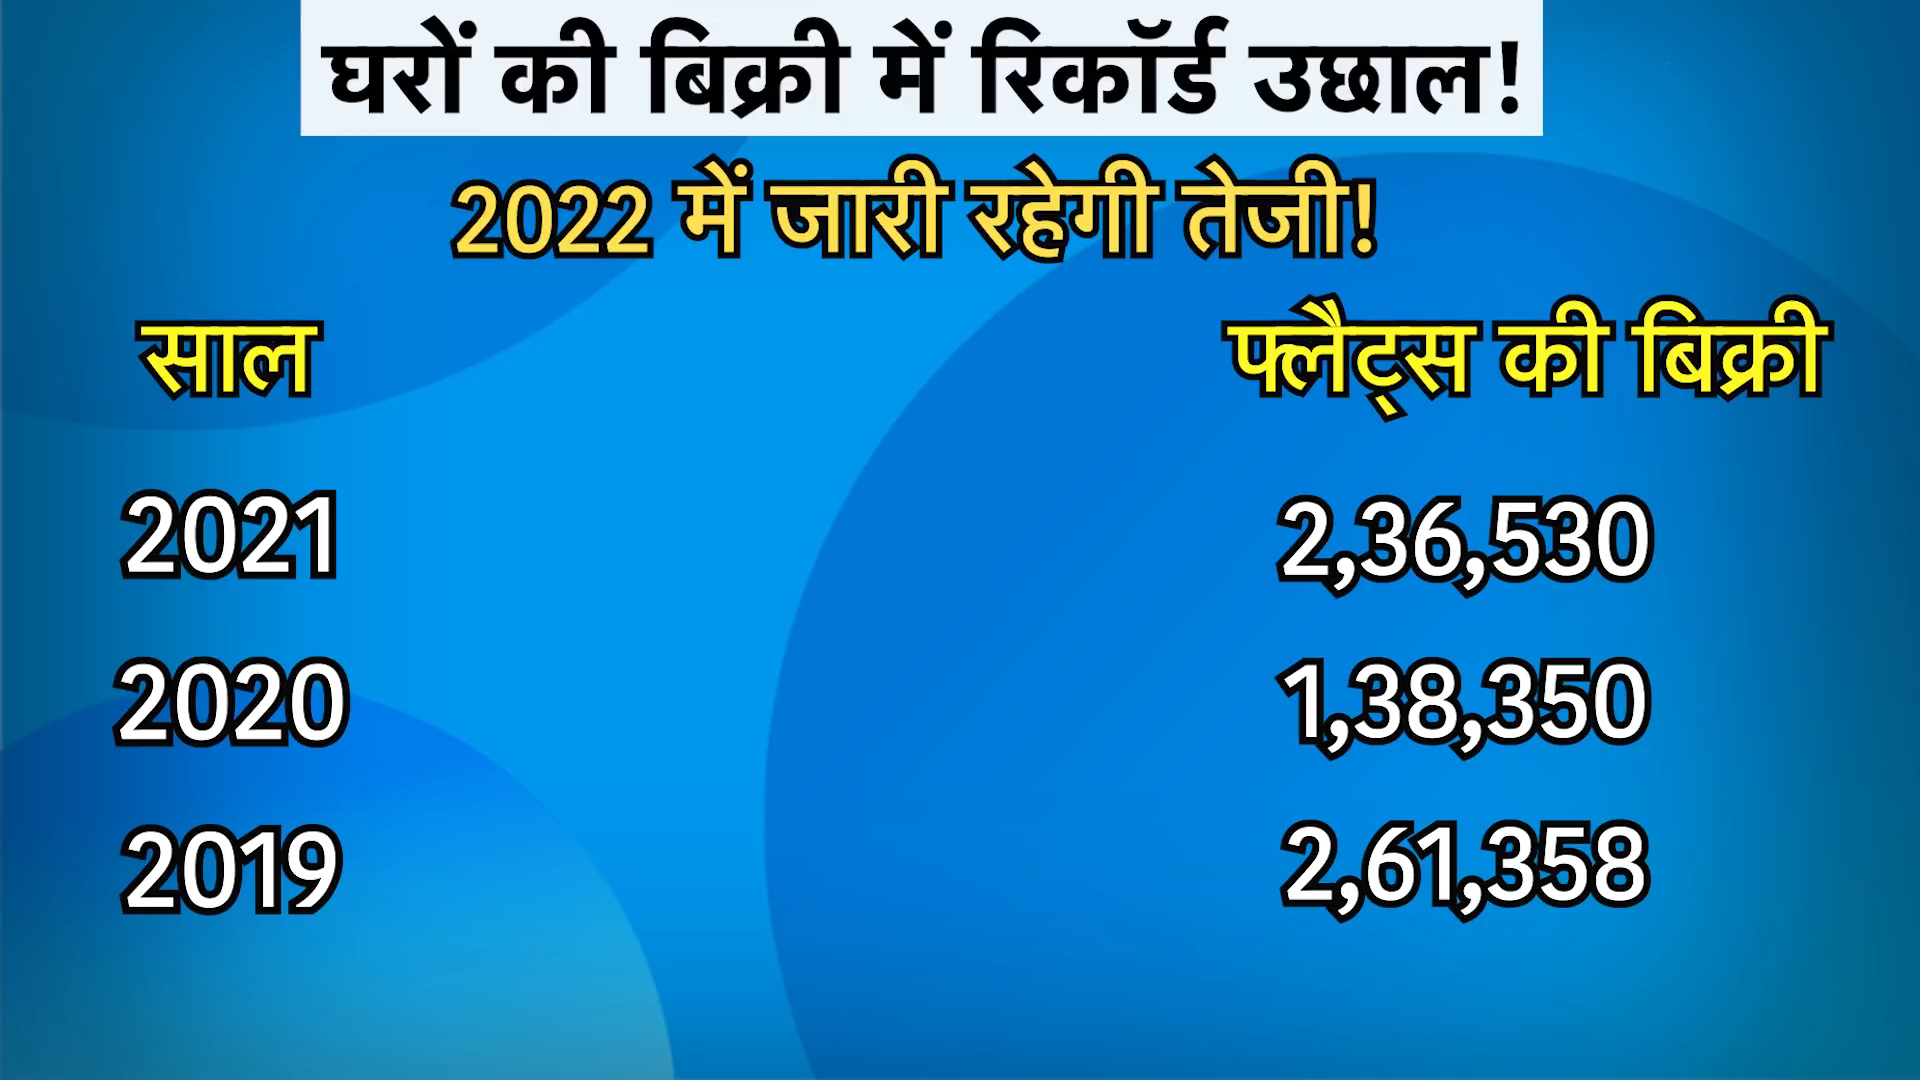 घरों की बिक्री में रिकॉर्ड उछाल!
2022 में जारी रहेगी तेजी!
साल फ्लैट्स की बिक्री
2021 2,36,530
2020 1,38,350
2019 2,61,358